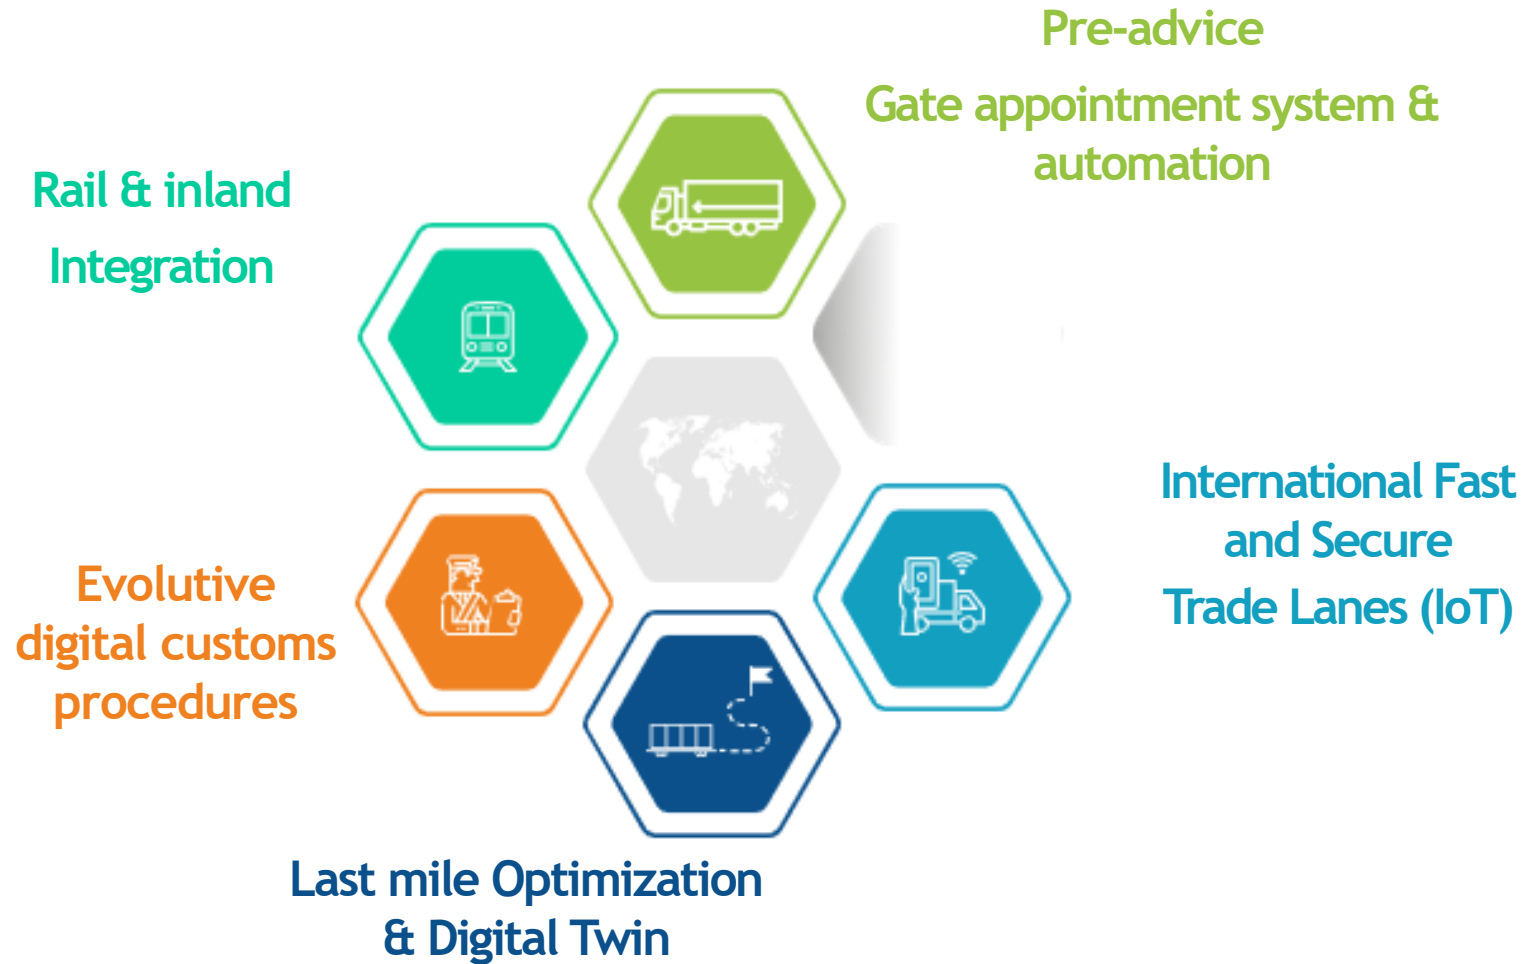 Pre-advice
Gate appointment system &
automation
Rail & inland
Integration
International Fast
and Secure
Trade Lanes (IoT)
Evolutive
digital customs
procedures
Last mile Optimization
& Digital Twin